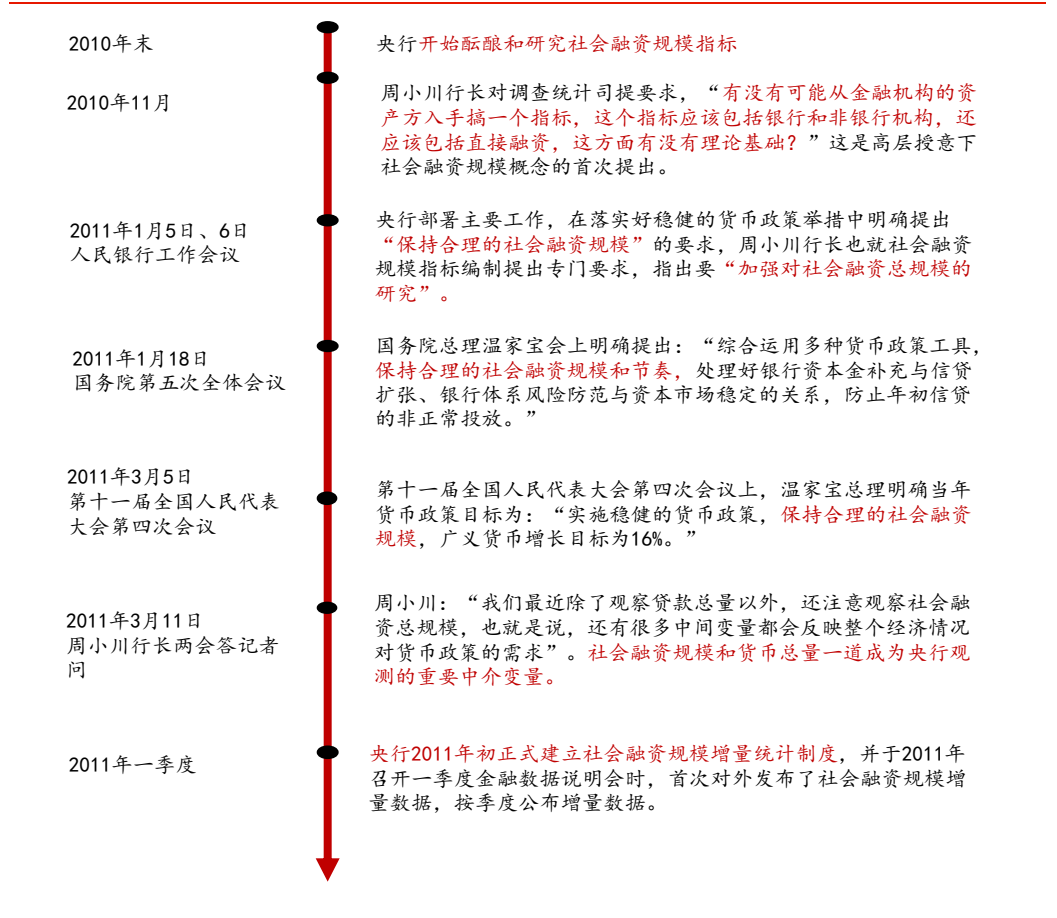 2010年末
央行开始酝酿和研究社会融资规模指标
2010年11月
周小川行长对调查统计司提要求，“有没有可能从金融机构的资
产方入手搞一个指标，这个指标应该包括银行和非银行机构，还
应该包括直接融资，这方面有没有理论基础？”这是高层授意下
社会融资规模概念的首次提出。
2011年1月5日、6日
人民银行工作会议
央行部署主要工作，在落实好稳健的货币政策举措中明确提出
“保持合理的社会融资规模”的要求，周小川行长也就社会融资
规模指标编制提出专门要求，指出要“加强对社会融资总规模的
研究”。
2011年1月18日
国务院第五次全体会议
国务院总理温家宝会上明确提出：“综合运用多种货币政策工具，
保持合理的社会融资规模和节奏，处理好银行资本金补充与信贷
扩张、银行体系风险防范与资本市场稳定的关系，防止年初信贷
的非正常投放。”
2011年3月5日
第十一届全国人民代表
大会第四次会议
第十一届全国人民代表大会第四次会议上，温家宝总理明确当年
货币政策目标为：“实施稳健的货币政策，保持合理的社会融资
规模，广义货币增长目标为16%。”
2011年3月11日
周小川行长两会答记者
问
周小川：“我们最近除了观察贷款总量以外，还注意观察社会融
资总规模，也就是说，还有很多中间变量都会反映整个经济情况
对货币政策的需求”。社会融资规模和货币总量一道成为央行观
测的重要中介变量。
2011年一季度
央行2011年初正式建立社会融资规模增量统计制度，并于2011年
召开一季度金融数据说明会时，首次对外发布了社会融资规模增
量数据，按季度公布增量数据。